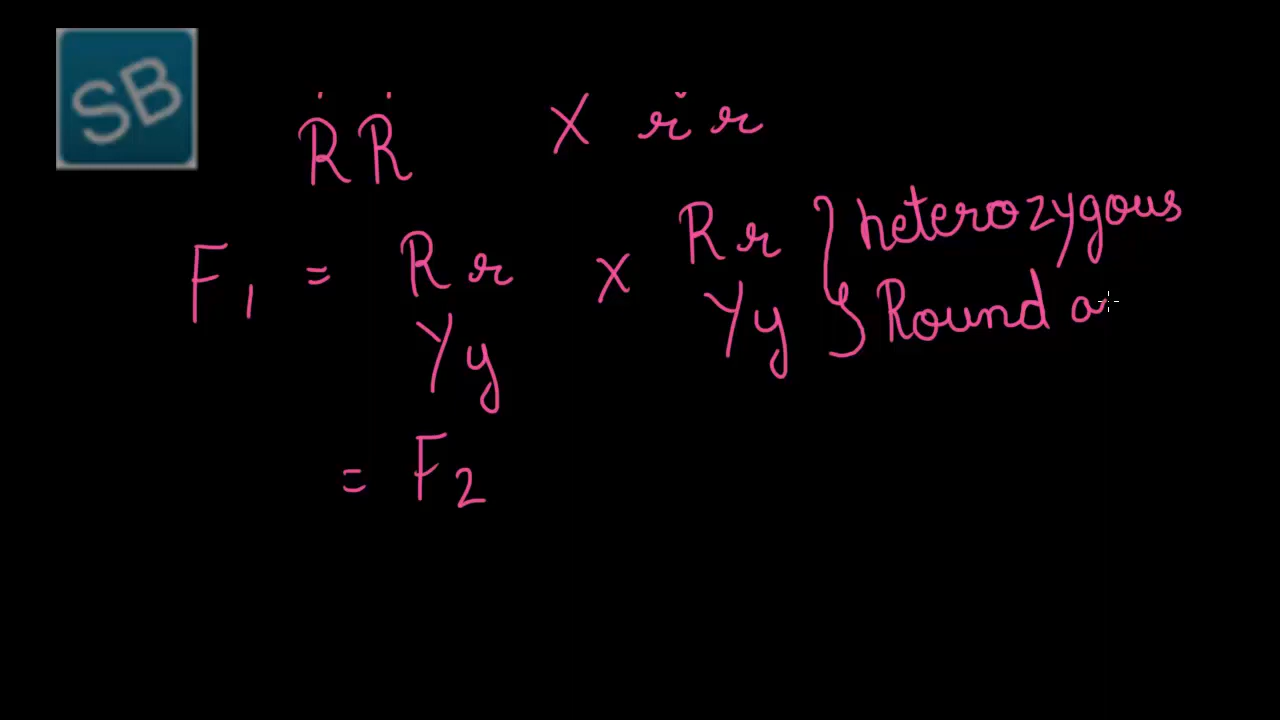 SB
RR X rr
F1 = Rr X Rr } heterozygous
Yy Yy } Round a
= F2